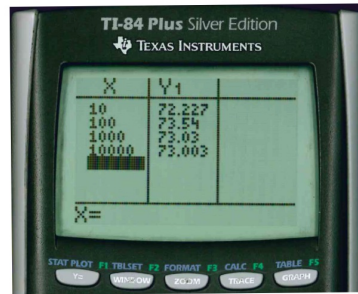 TI-84 Plus Silver Edition
TEXAS INSTRUMENTS
X Y1
10 72.227
100 73.54
1000 73.03
10000 73.003
X=
STAT PLOT F1 TBLSET F2 FORMAT F3 CALC F4 TABLE F5
Y= WINDOW ZOOM TRACE GRAPH